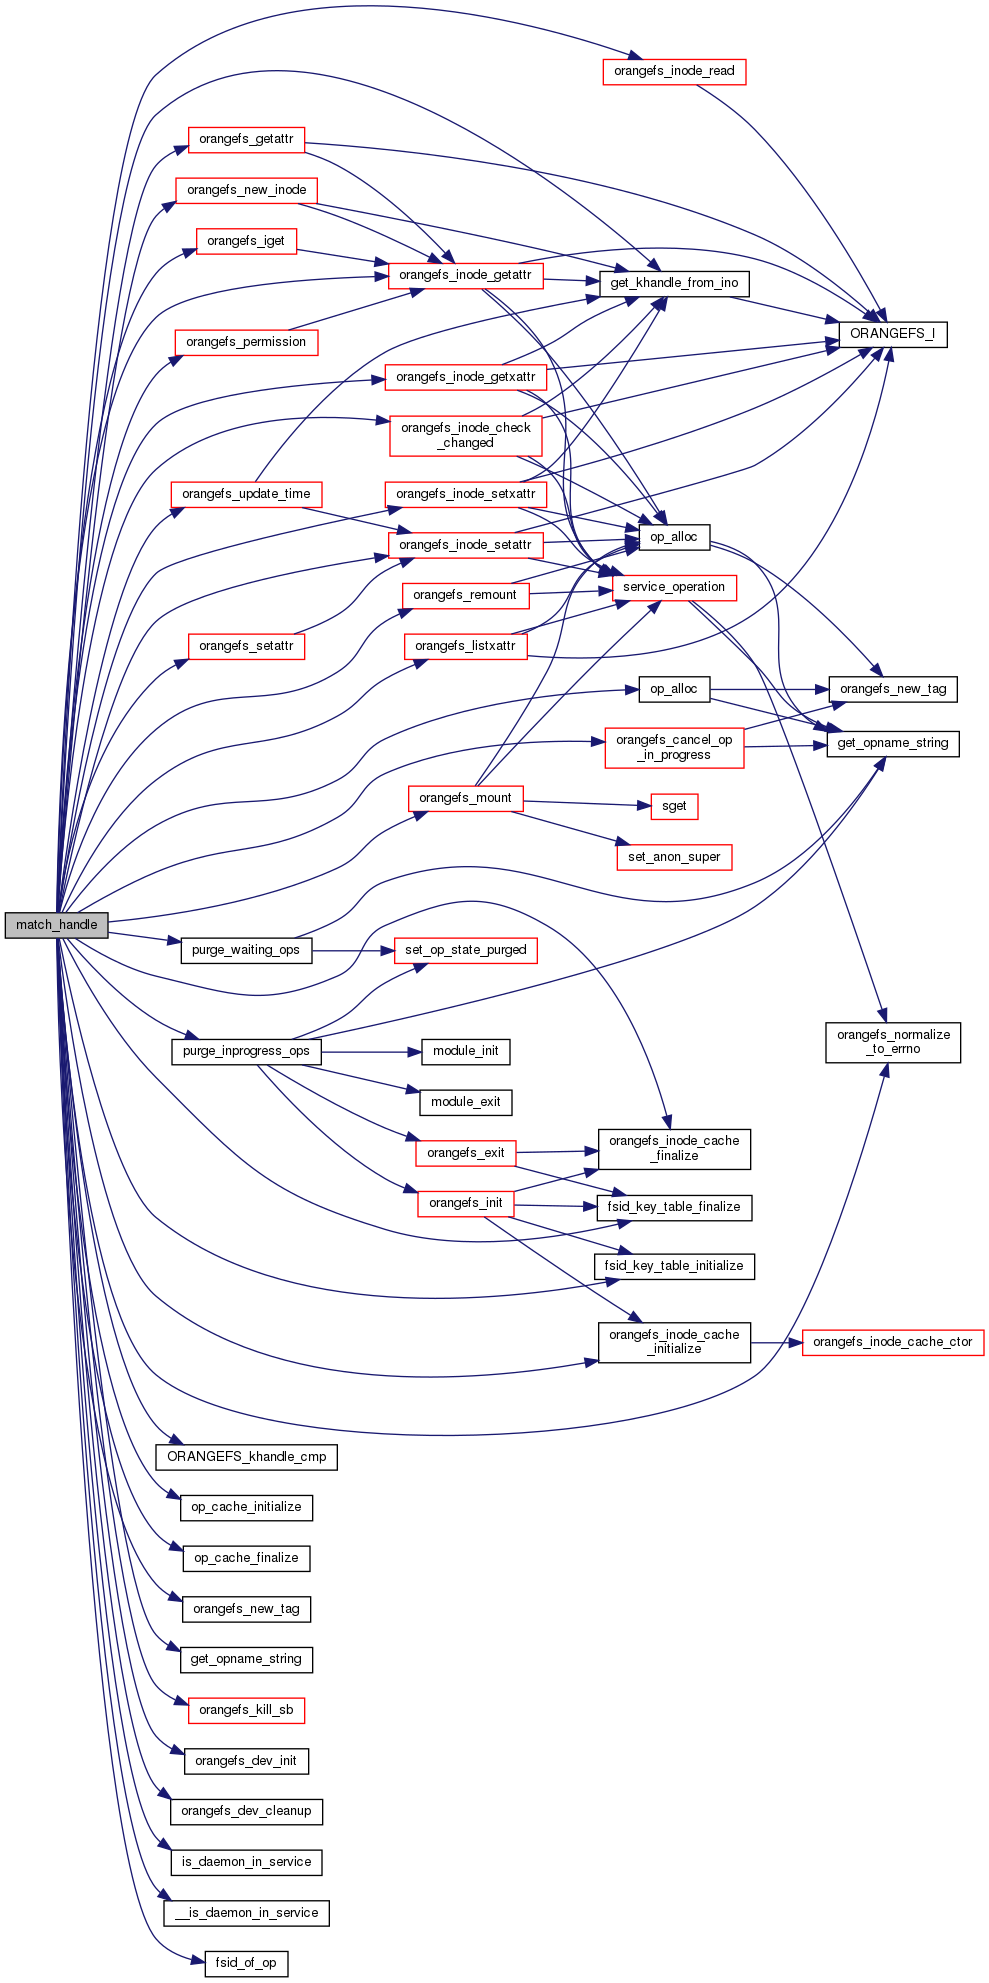 orangefs_inode_read
orangefs_getattr
orangefs_new_inode
orangefs_iget
orangefs_inode_getattr
get_khandle_from_ino
ORANGEFS_I
orangefs_permission
orangefs_inode_getxattr
orangefs_inode_check
_changed
orangefs_update_time
orangefs_inode_setxattr
op_alloc
orangefs_inode_setattr
service_operation
orangefs_remount
orangefs_setattr
orangefs_listxattr
op_alloc
orangefs_new_tag
orangefs_cancel_op
_in_progress
get_opname_string
orangefs_mount
sget
set_anon_super
match_handle
purge_waiting_ops
set_op_state_purged
purge_inprogress_ops
module_init
orangefs_normalize
_to_errno
module_exit
orangefs_exit
orangefs_inode_cache
_finalize
orangefs_init
fsid_key_table_finalize
fsid_key_table_initialize
orangefs_inode_cache
_initialize
orangefs_inode_cache_ctor
ORANGEFS_khandle_cmp
op_cache_initialize
op_cache_finalize
orangefs_new_tag
get_opname_string
orangefs_kill_sb
orangefs_dev_init
orangefs_dev_cleanup
is_daemon_in_service
__is_daemon_in_service
fsid_of_op